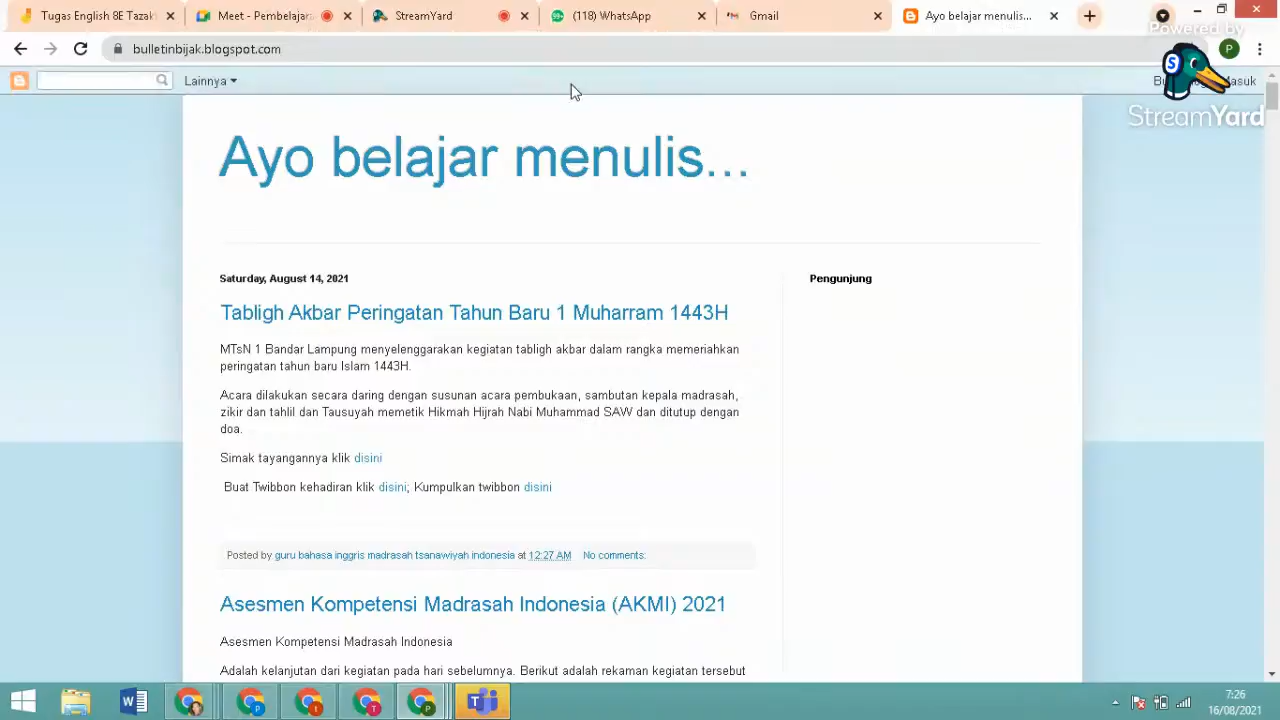 Tugas English 8E Tazak
Meet - Pembelajar
StreamYard
(118) WhatsApp
Gmail
Ayo belajar menulis...
Powered by
bulletinbijak.blogspot.com
P
Lainnya
Masuk
StreamYard
Ayo belajar menulis...
Saturday, August 14, 2021
Pengunjung
Tabligh Akbar Peringatan Tahun Baru 1 Muharram 1443H
MTsN 1 Bandar Lampung menyelenggarakan kegiatan tabligh akbar dalam rangka memeriahkan
peringatan tahun baru Islam 1443H.
Acara dilakukan secara daring dengan susunan acara pembukaan, sambutan kepala madrasah,
zikir dan tahlil dan Tausuyah memetik Hikmah Hijrah Nabi Muhammad SAW dan ditutup dengan
doa.
Simak tayangannya klik disini
Buat Twibbon kehadiran klik disini; Kumpulkan twibbon disini
Posted by guru bahasa inggris madrasah tsanawiyah indonesia at 12:27 AM No comments:
Asesmen Kompetensi Madrasah Indonesia (AKMI) 2021
Asesmen Kompetensi Madrasah Indonesia
Adalah kelanjutan dari kegiatan pada hari sebelumnya. Berikut adalah rekaman kegiatan tersebut
7:26
16/08/2021